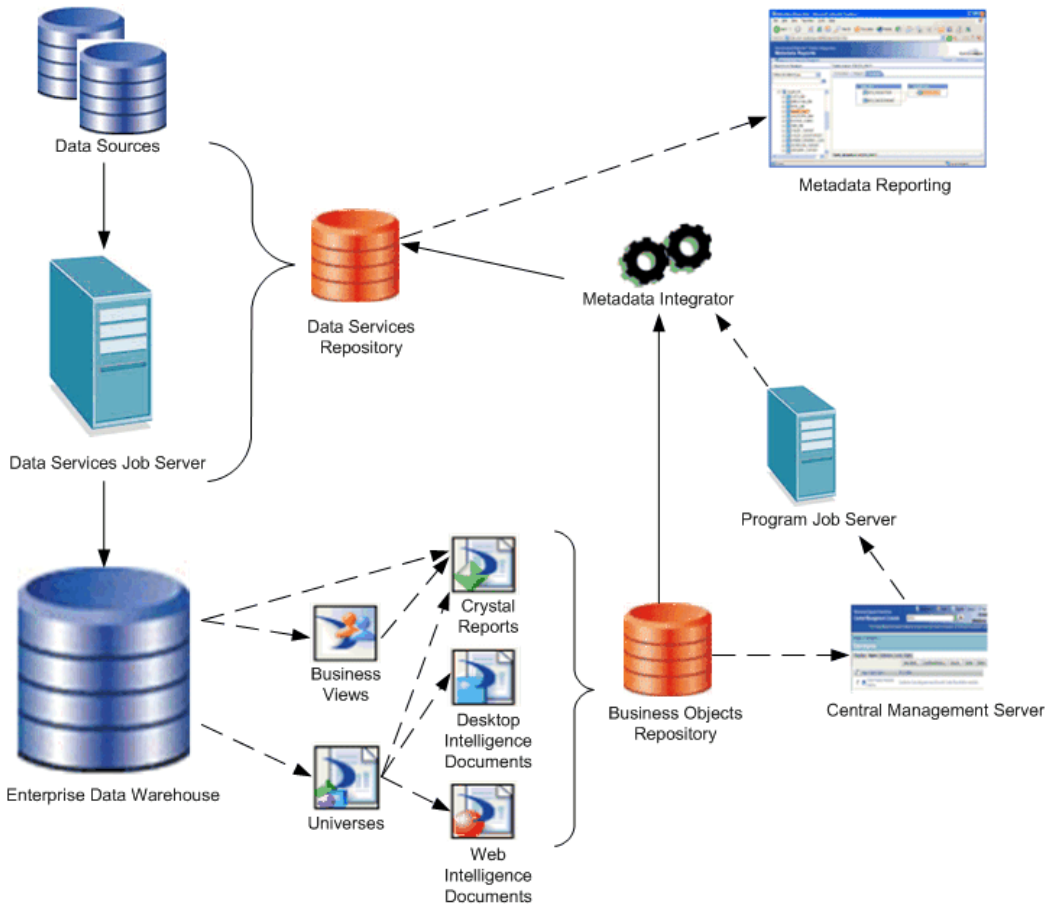 Data Sources
Metadata Reporting
Metadata Integrator
Data Services
Repository
Data Services Job Server
Program Job Server
Crystal
Reports
Business
Views
Desktop
Intelligence
Documents
Business Objects
Repository
Central Management Server
Enterprise Data Warehouse
Universes
Web
Intelligence
Documents